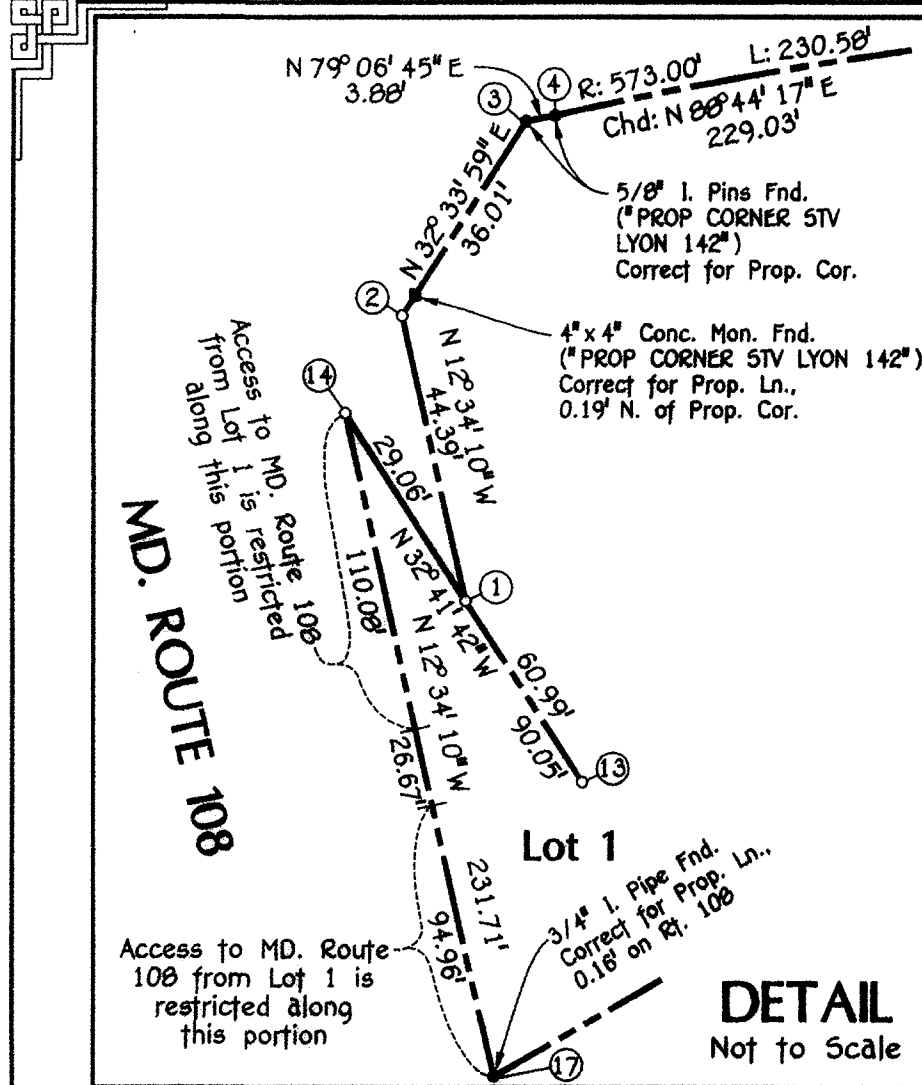 N 79° 06' 45" E
3.88'
3
4
R: 573.00'
L: 230.58'
Chd: N 88° 44' 17" E
229.03'
N 32° 33' 59" E
36.01'
5/8" I. Pins Fnd.
("PROP CORNER STV
LYON 142")
Correct for Prop. Cor.
2
4" x 4" Conc. Mon. Fnd.
("PROP CORNER STV LYON 142")
Correct for Prop. Ln.,
0.19' N. of Prop. Cor.
N 12° 34' 10" W
44.39'
14
Access to MD. Route 108
from Lot 1 is restricted
along this portion
29.06'
N 32° 41' 42" W
1
110.08'
N 12° 34' 10" W
MD. ROUTE 108
60.99'
90.05'
13
26.67'
Lot 1
231.71'
94.96'
3/4" I. Pipe Fnd.
Correct for Prop. Ln.,
0.16' on Rt. 108
Access to MD. Route
108 from Lot 1 is
restricted along
this portion
17
DETAIL
Not to Scale